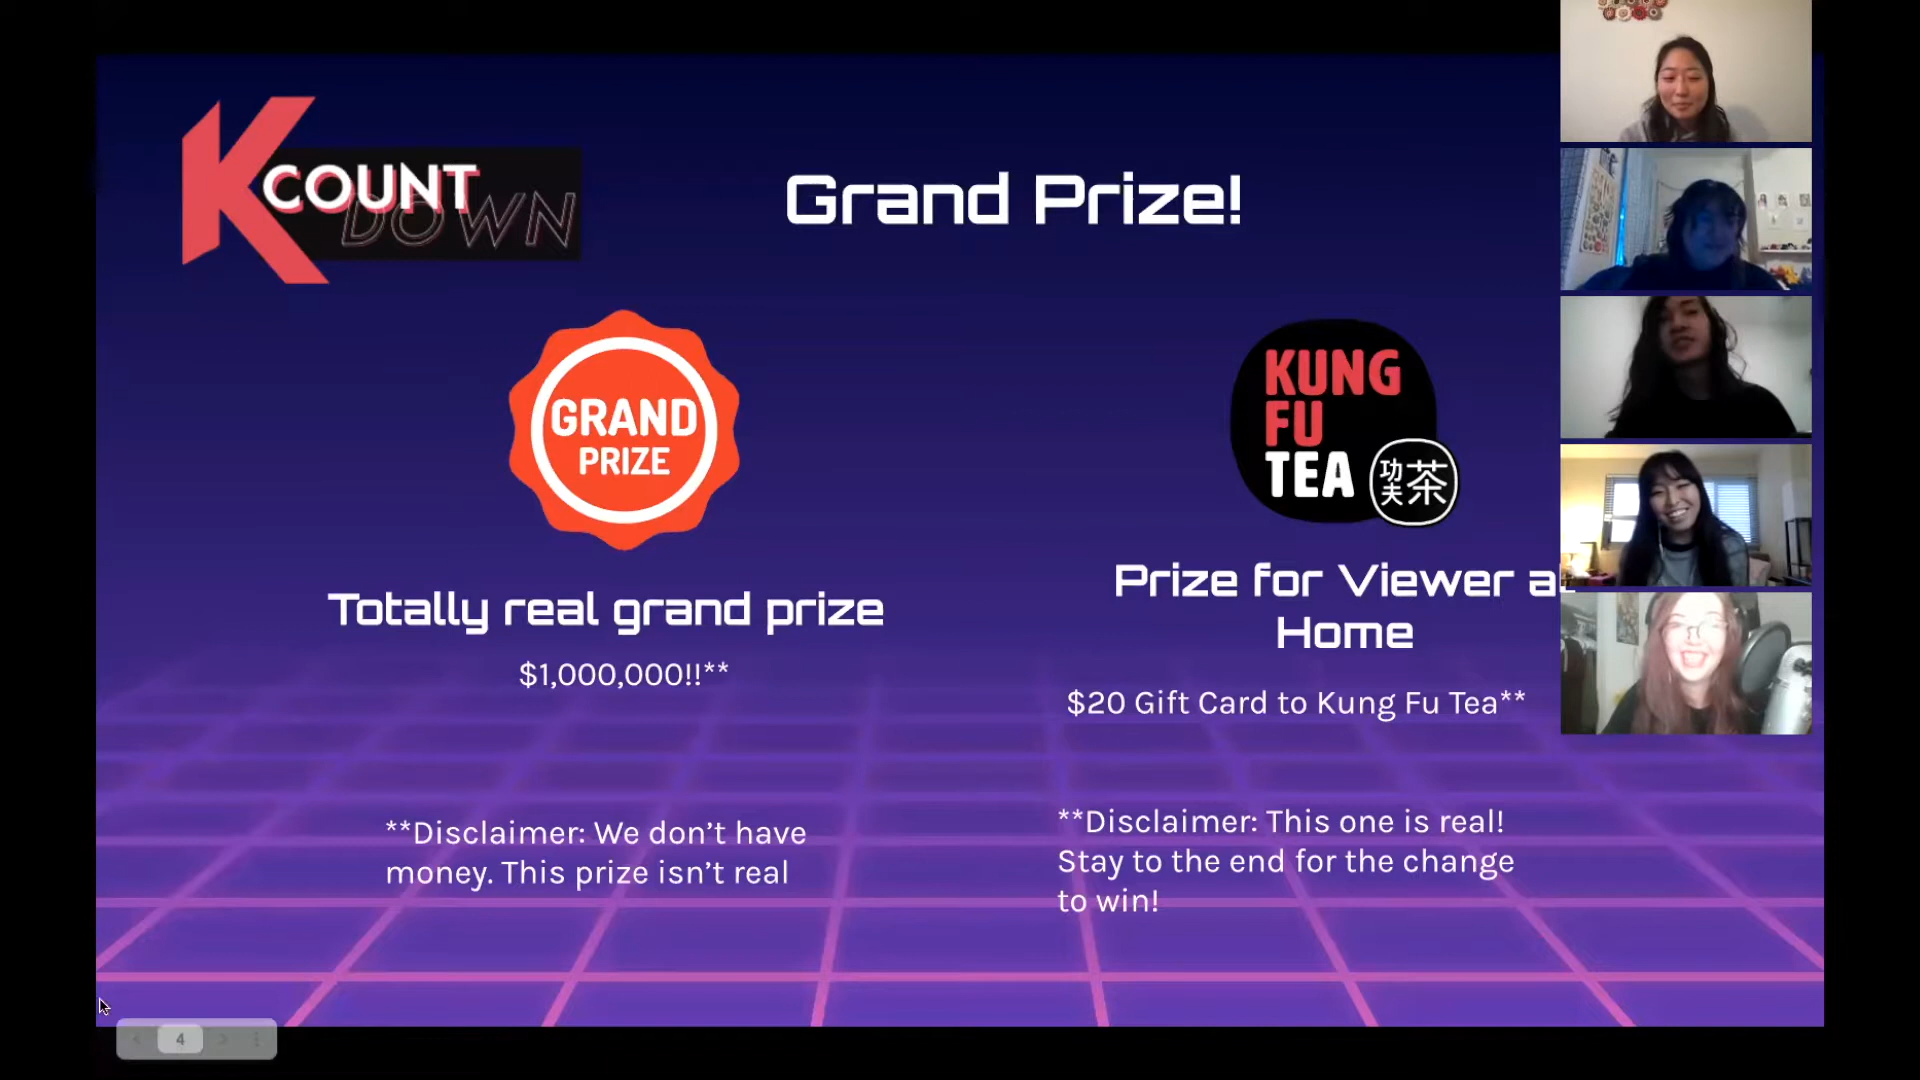 K COUNT
DOWN
Grand Prize!
GRAND
PRIZE
Totally real grand prize
$1,000,000!!**
**Disclaimer: We don't have
money. This prize isn't real
KUNG
FU
TEA
功夫茶
Prize for Viewer at
Home
$20 Gift Card to Kung Fu Tea**
**Disclaimer: This one is real!
Stay to the end for the change
to win!
4